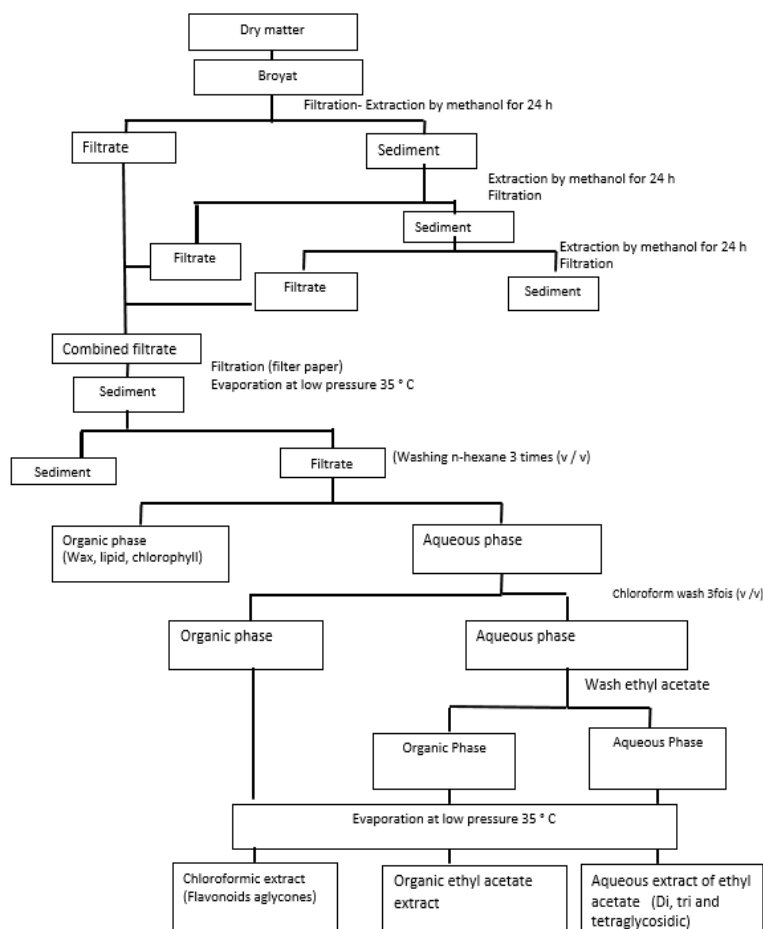 Dry matter
Broyat
Filtration- Extraction by methanol for 24 h
Filtrate
Sediment
Extraction by methanol for 24 h
Filtration
Sediment
Filtrate
Extraction by methanol for 24 h
Filtration
Filtrate
Sediment
Combined filtrate
Filtration (filter paper)
Evaporation at low pressure 35 ° C
Sediment
Sediment
Filtrate
(Washing n-hexane 3 times (v / v)
Organic phase
(Wax, lipid, chlorophyll)
Aqueous phase
Chloroform wash 3fois (v /v)
Organic phase
Aqueous phase
Wash ethyl acetate
Organic Phase
Aqueous Phase
Evaporation at low pressure 35 ° C
Chloroformic extract
(Flavonoids aglycones)
Organic ethyl acetate
extract
Aqueous extract of ethyl
acetate (Di, tri and
tetraglycosidic)